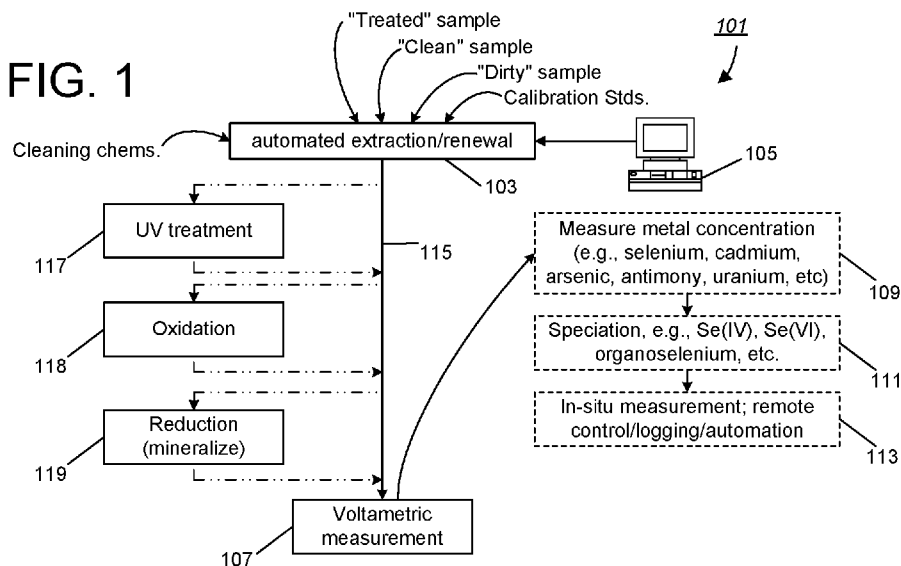 FIG. 1
"Treated" sample
"Clean" sample
"Dirty" sample
Calibration Stds.
101
Cleaning chems.
automated extraction/renewal
103
105
UV treatment
117
115
Oxidation
118
Reduction
(mineralize)
119
Voltametric
measurement
107
Measure metal concentration
(e.g., selenium, cadmium,
arsenic, antimony, uranium, etc)
109
Speciation, e.g., Se(IV), Se(VI),
organoselenium, etc.
111
In-situ measurement; remote
control/logging/automation
113